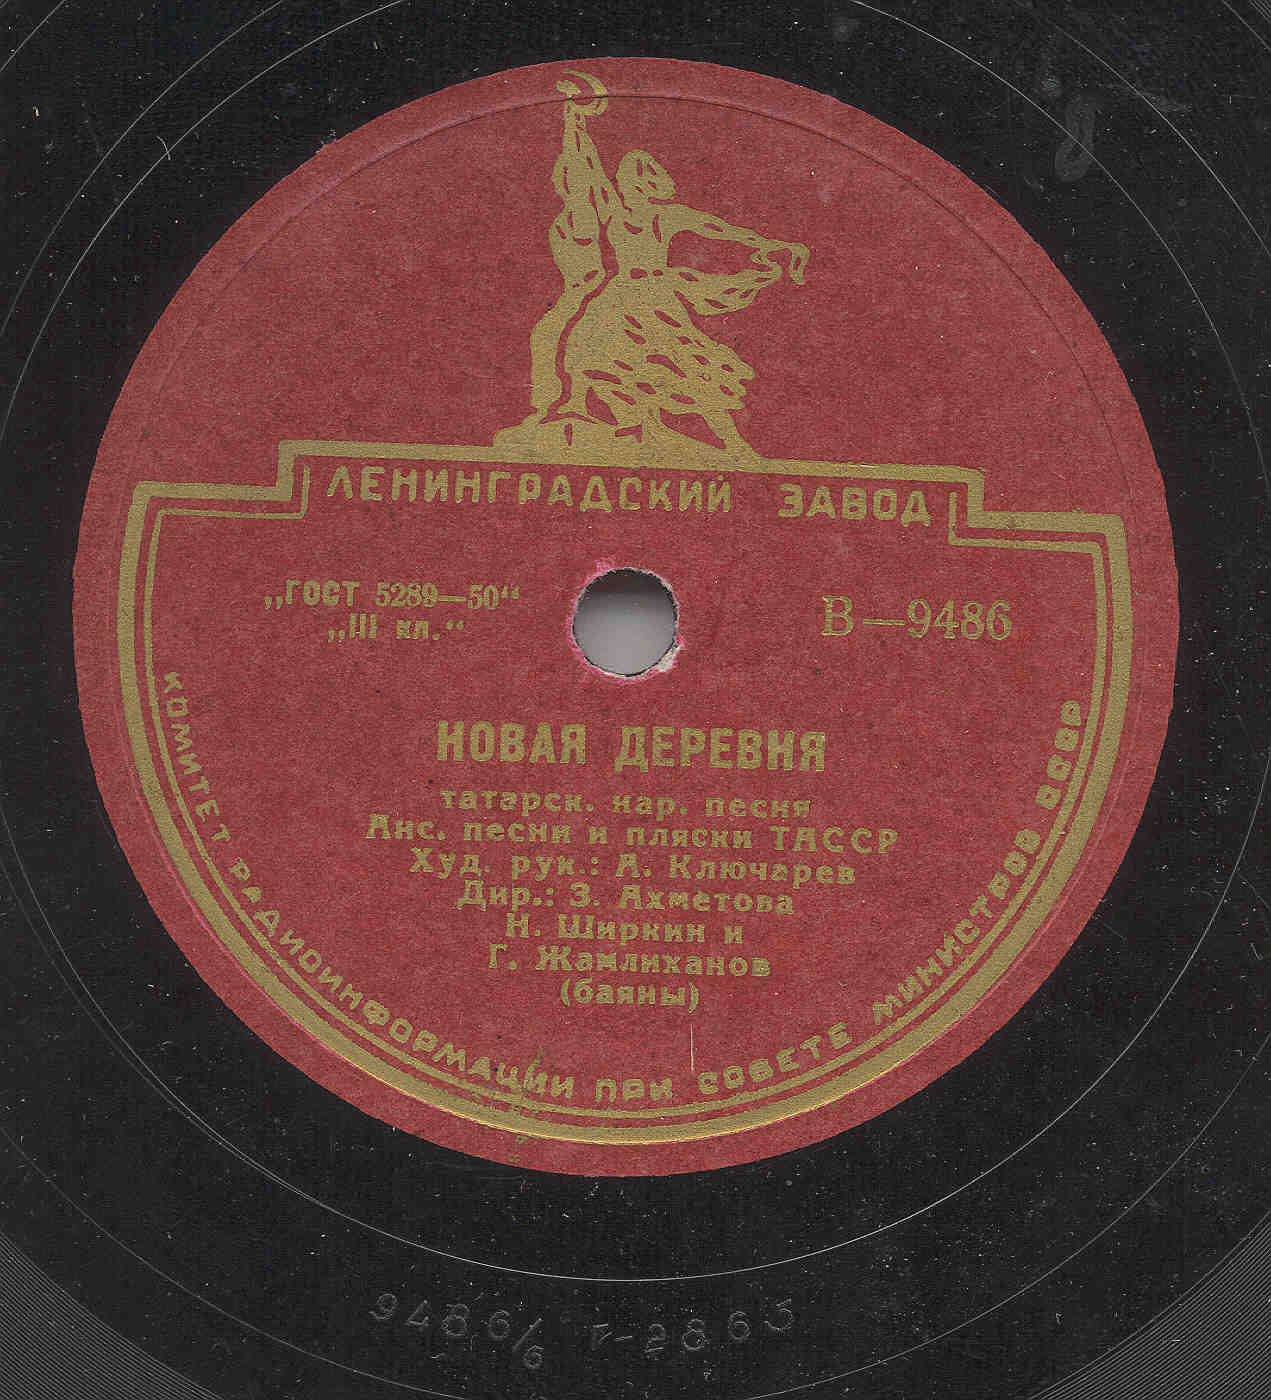 ЛЕНИНГРАДСКИЙ ЗАВОД
„ГОСТ 5289—50“
„III кл.“
В—9486
НОВАЯ ДЕРЕВНЯ
татарск. нар. песня
Анс. песни и пляски ТАССР
Худ. рук.: А. Ключарев
Дир.: З. Ахметова
Н. Ширкин и
Г. Жамлиханов
(баяны)
КОМИТЕТ РАДИОИНФОРМАЦИИ ПРИ СОВЕТЕ МИНИСТРОВ СССР
9486/6